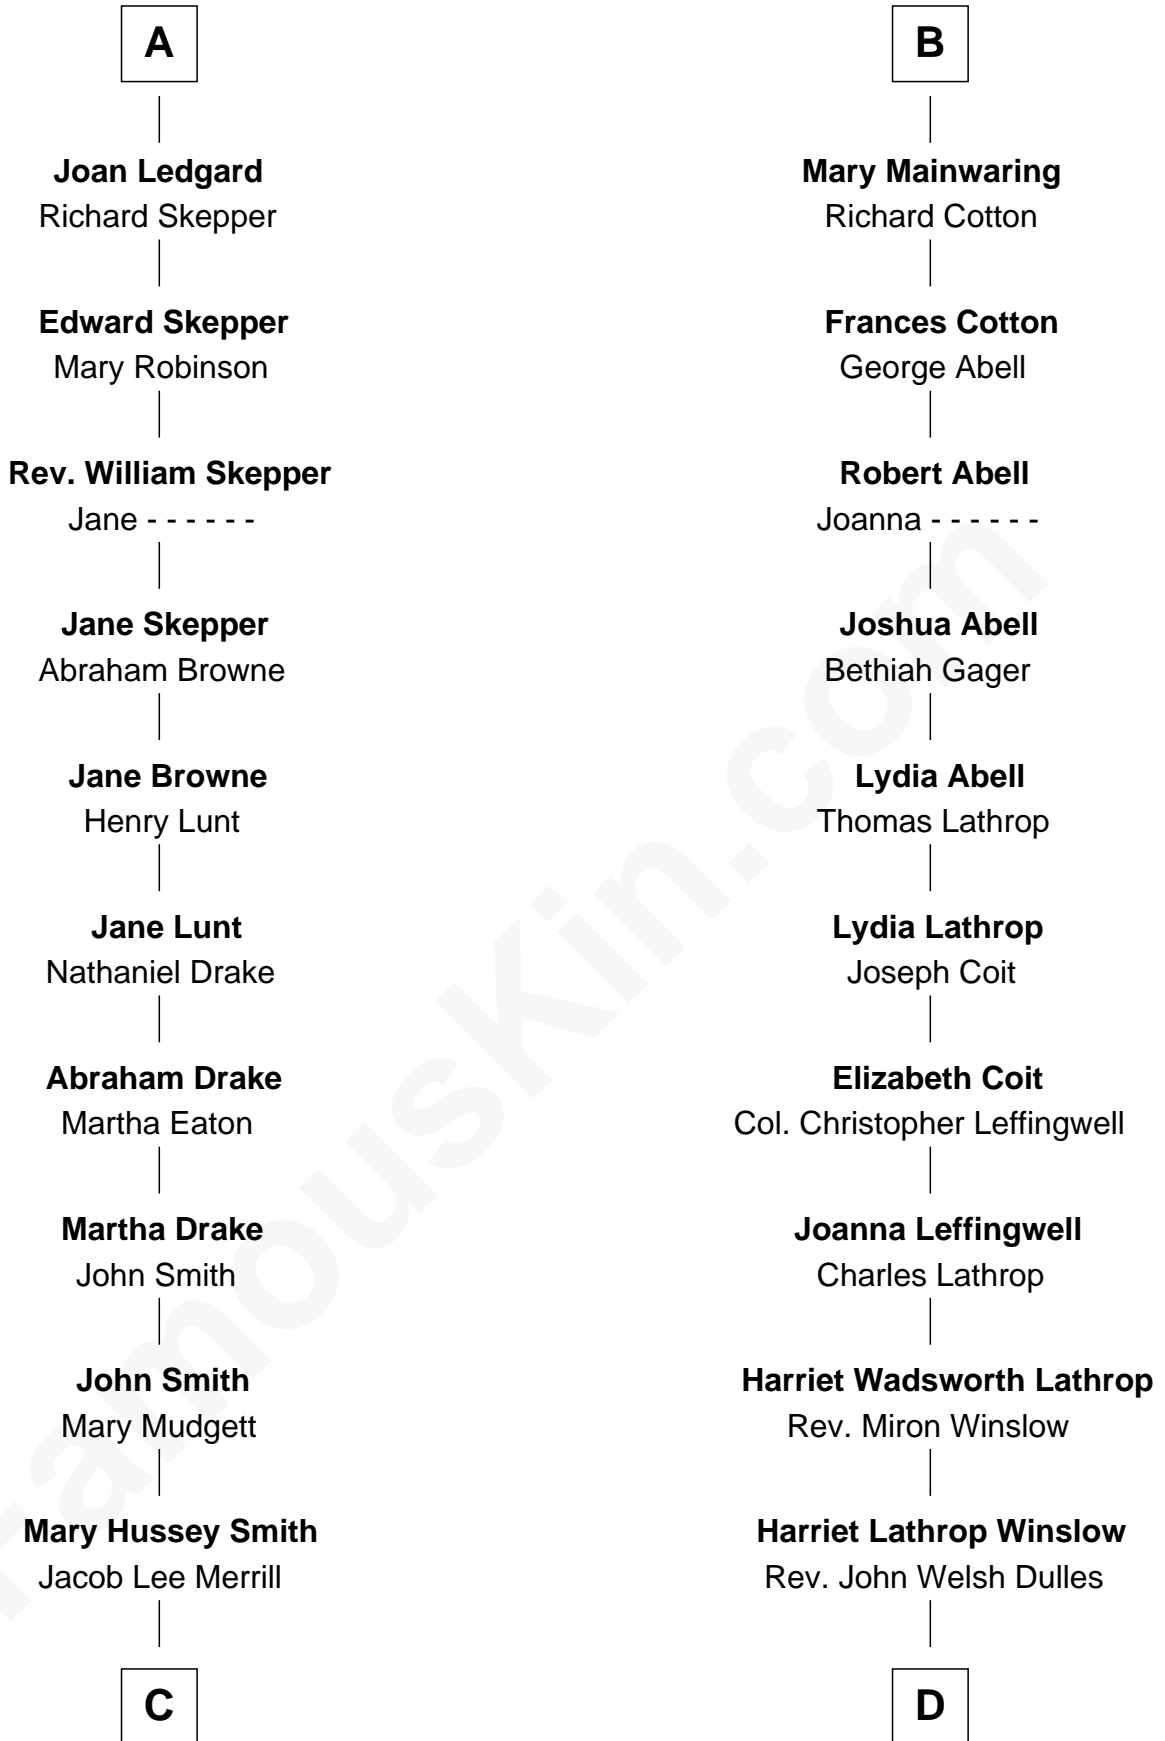 A
Joan Ledgard
Richard Skepper
Edward Skepper
Mary Robinson
Rev. William Skepper
Jane - - - - - -
Jane Skepper
Abraham Browne
Jane Browne
Henry Lunt
Jane Lunt
Nathaniel Drake
Abraham Drake
Martha Eaton
Martha Drake
John Smith
John Smith
Mary Mudgett
Mary Hussey Smith
Jacob Lee Merrill
C
B
Mary Mainwaring
Richard Cotton
Frances Cotton
George Abell
Robert Abell
Joanna - - - - - -
Joshua Abell
Bethiah Gager
Lydia Abell
Thomas Lathrop
Lydia Lathrop
Joseph Coit
Elizabeth Coit
Col. Christopher Leffingwell
Joanna Leffingwell
Charles Lathrop
Harriet Wadsworth Lathrop
Rev. Miron Winslow
Harriet Lathrop Winslow
Rev. John Welsh Dulles
D
FamousKin.com